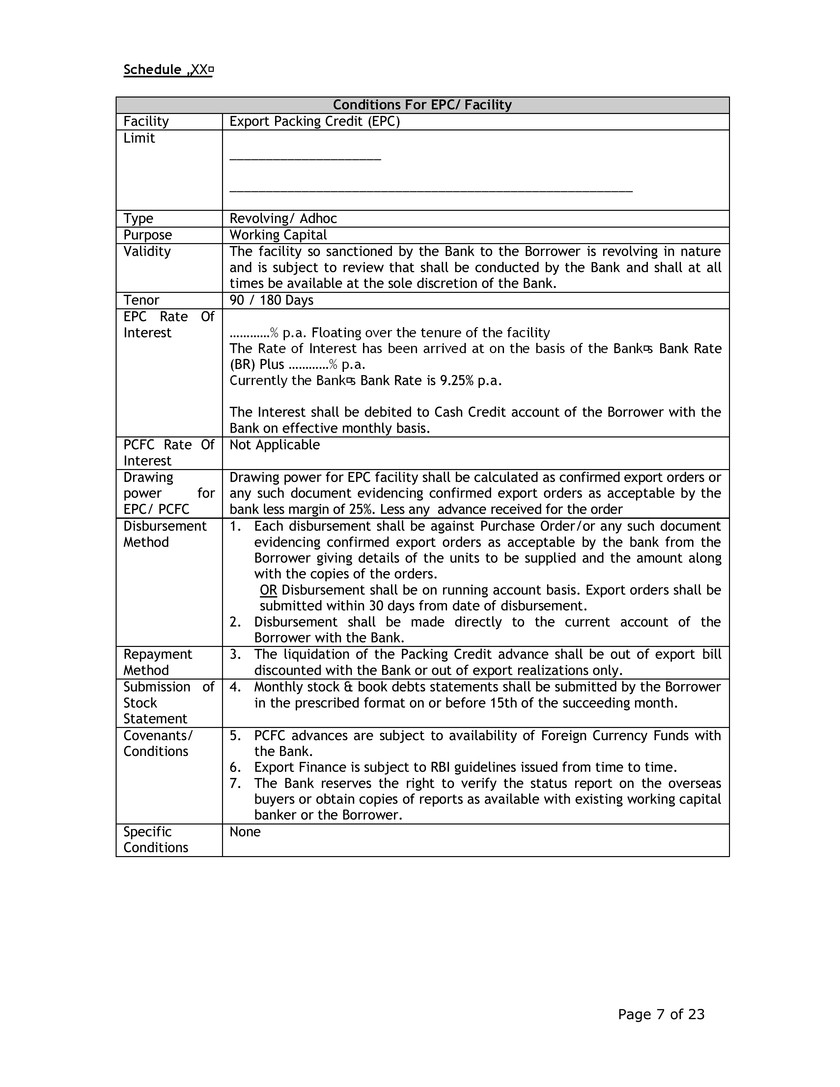 Schedule „XX¤
Conditions For EPC/ Facility
Facility
Export Packing Credit (EPC)
Limit
______________________
__________________________________________________________
Type
Revolving/ Adhoc
Purpose
Working Capital
Validity
The facility so sanctioned by the Bank to the Borrower is revolving in nature
and is subject to review that shall be conducted by the Bank and shall at all
times be available at the sole discretion of the Bank.
Tenor
90 / 180 Days
EPC Rate Of
Interest
…………% p.a. Floating over the tenure of the facility
The Rate of Interest has been arrived at on the basis of the Bank¤s Bank Rate
(BR) Plus …………% p.a.
Currently the Bank¤s Bank Rate is 9.25% p.a.
The Interest shall be debited to Cash Credit account of the Borrower with the
Bank on effective monthly basis.
PCFC Rate Of
Interest
Not Applicable
Drawing
power for
EPC/ PCFC
Drawing power for EPC facility shall be calculated as confirmed export orders or
any such document evidencing confirmed export orders as acceptable by the
bank less margin of 25%. Less any advance received for the order
Disbursement
Method
1. Each disbursement shall be against Purchase Order/or any such document
evidencing confirmed export orders as acceptable by the bank from the
Borrower giving details of the units to be supplied and the amount along
with the copies of the orders.
OR Disbursement shall be on running account basis. Export orders shall be
submitted within 30 days from date of disbursement.
2. Disbursement shall be made directly to the current account of the
Borrower with the Bank.
Repayment
Method
3. The liquidation of the Packing Credit advance shall be out of export bill
discounted with the Bank or out of export realizations only.
Submission of
Stock
Statement
4. Monthly stock & book debts statements shall be submitted by the Borrower
in the prescribed format on or before 15th of the succeeding month.
Covenants/
Conditions
5. PCFC advances are subject to availability of Foreign Currency Funds with
the Bank.
6. Export Finance is subject to RBI guidelines issued from time to time.
7. The Bank reserves the right to verify the status report on the overseas
buyers or obtain copies of reports as available with existing working capital
banker or the Borrower.
Specific
Conditions
None
Page 7 of 23